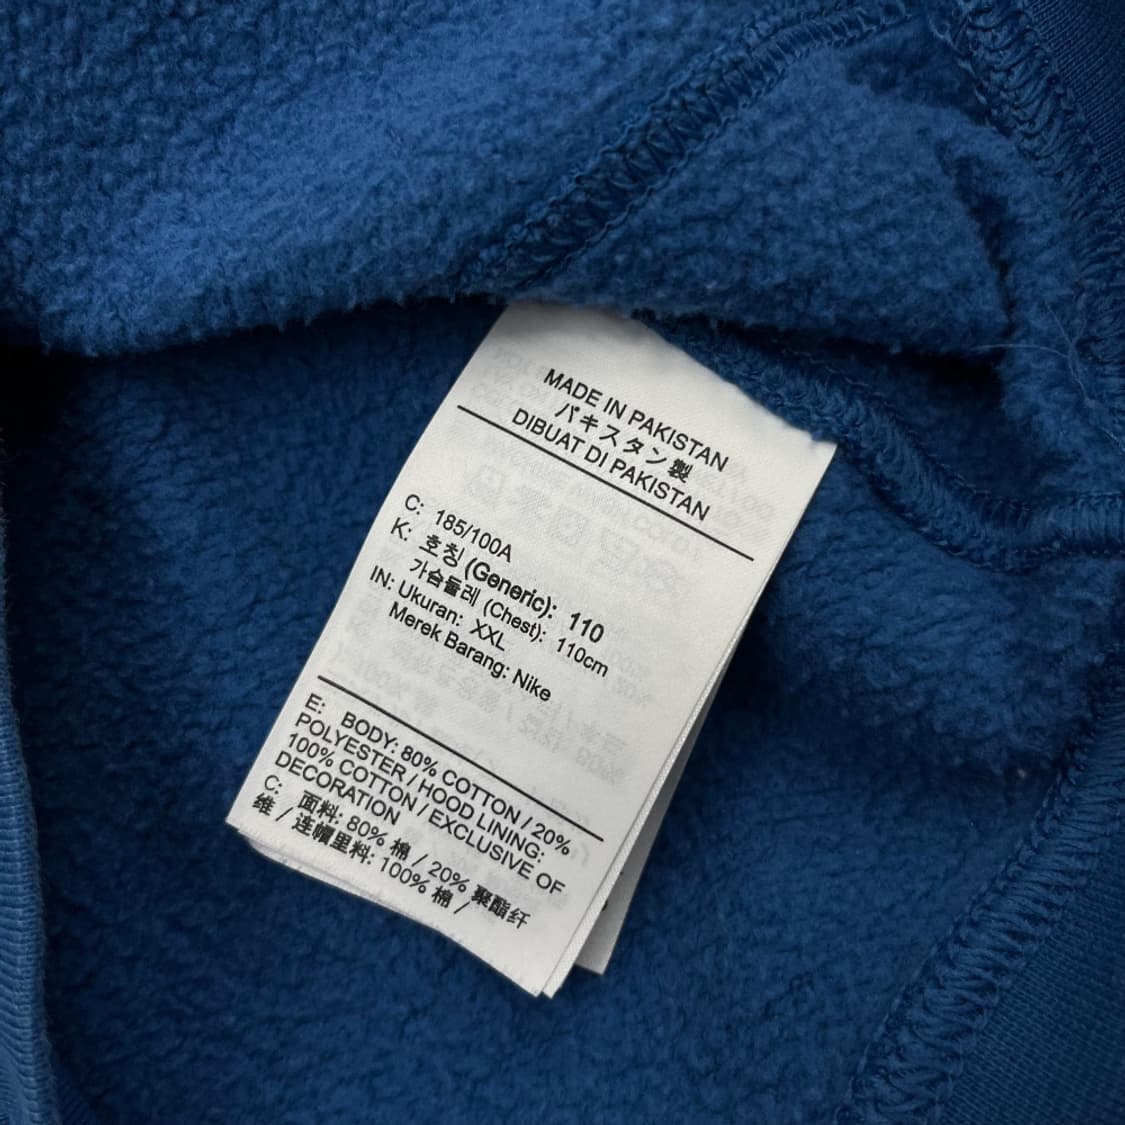 MADE IN PAKISTAN
パキスタン製
DIBUAT DI PAKISTAN
C: 185/100A
K: 호칭 (Generic): 110
가슴둘레 (Chest): 110cm
IN: Ukuran: XXL
Merek Barang: Nike
E: BODY: 80% COTTON / 20%
POLYESTER / HOOD LINING:
100% COTTON / EXCLUSIVE OF
DECORATION
C: 面料: 80% 棉 / 20% 聚酯纤
维 / 连帽里料: 100% 棉 /